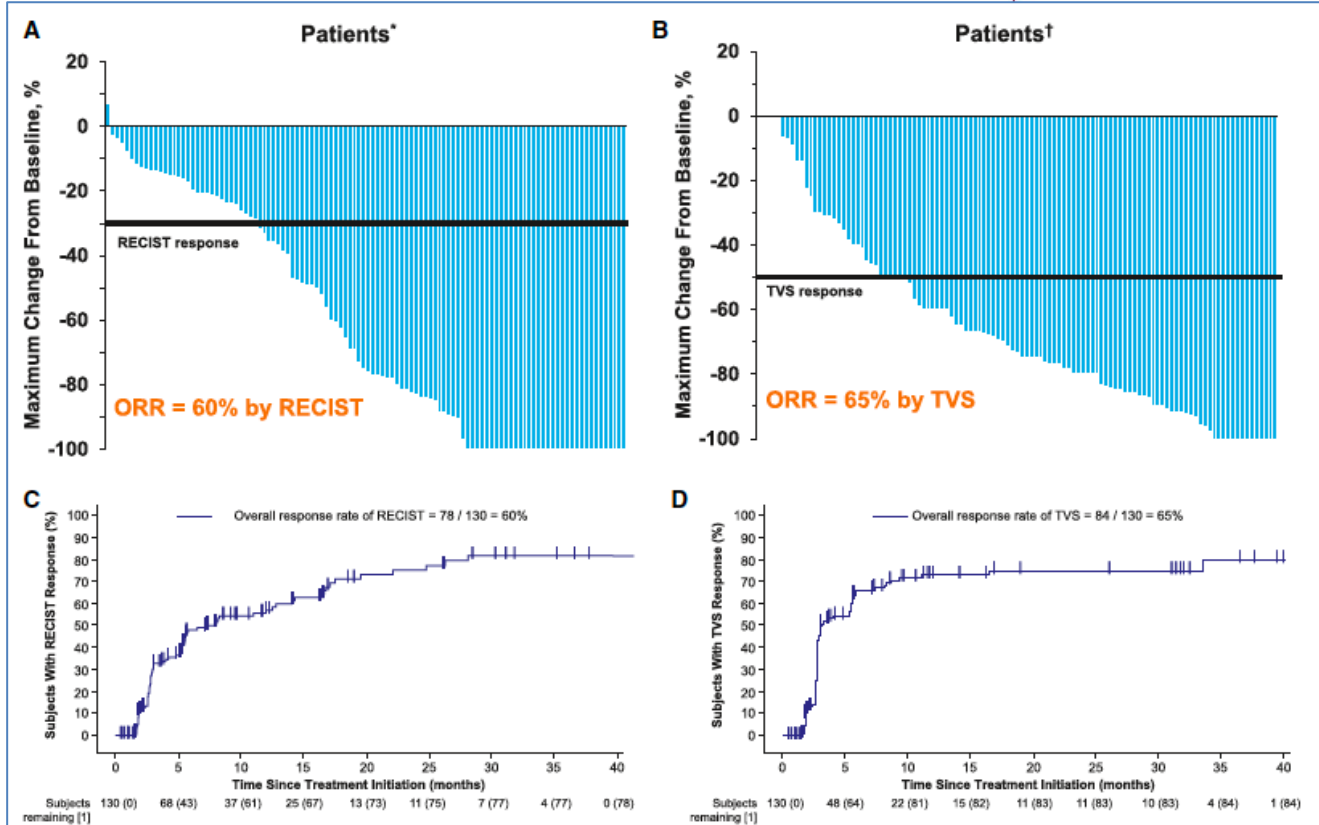 A
Patients*
Maximum Change From Baseline, %
20
0
-20
-40
-60
-80
-100
RECIST response
ORR = 60% by RECIST
B
Patients†
Maximum Change From Baseline, %
20
0
-20
-40
-60
-80
-100
TVS response
ORR = 65% by TVS
C
Subjects With RECIST Response (%)
100
90
80
70
60
50
40
30
20
10
0
Overall response rate of RECIST = 78 / 130 = 60%
0 5 10 15 20 25 30 35 40
Time Since Treatment Initiation (months)
Subjects 130 (0) 68 (43) 37 (61) 25 (67) 13 (73) 11 (75) 7 (77) 4 (77) 0 (78)
remaining [1]
D
Subjects With TVS Response (%)
100
90
80
70
60
50
40
30
20
10
0
Overall response rate of TVS = 84 / 130 = 65%
0 5 10 15 20 25 30 35 40
Time Since Treatment Initiation (months)
Subjects 130 (0) 48 (64) 22 (81) 15 (82) 11 (83) 11 (83) 10 (83) 4 (84) 1 (84)
remaining [1]